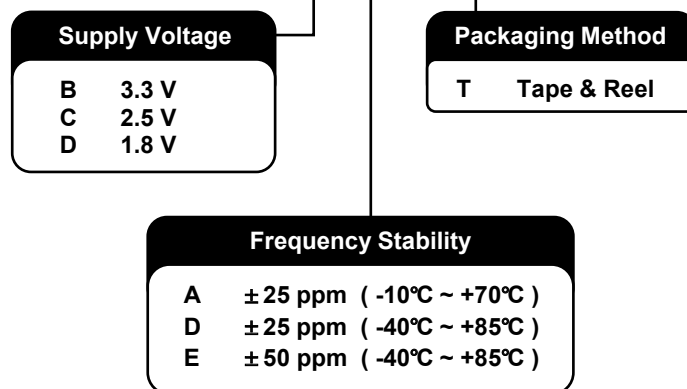 Supply Voltage
B 3.3 V
C 2.5 V
D 1.8 V
Packaging Method
T Tape & Reel
Frequency Stability
A ±25 ppm ( -10℃ ~ +70℃ )
D ±25 ppm ( -40℃ ~ +85℃ )
E ±50 ppm ( -40℃ ~ +85℃ )